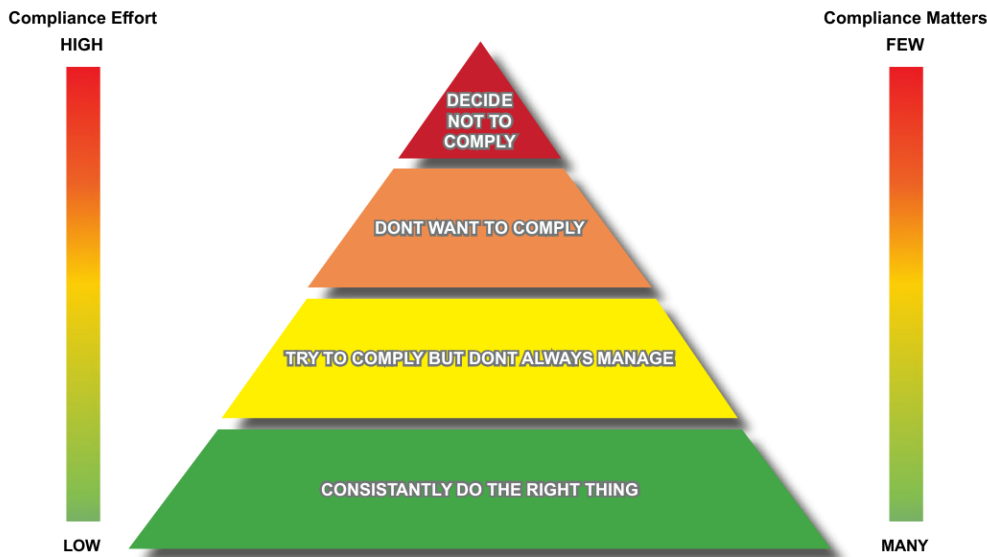 Compliance Effort
HIGH
Compliance Matters
FEW
DECIDE
NOT TO
COMPLY
DONT WANT TO COMPLY
TRY TO COMPLY BUT DONT ALWAYS MANAGE
CONSISTANTLY DO THE RIGHT THING
LOW
MANY